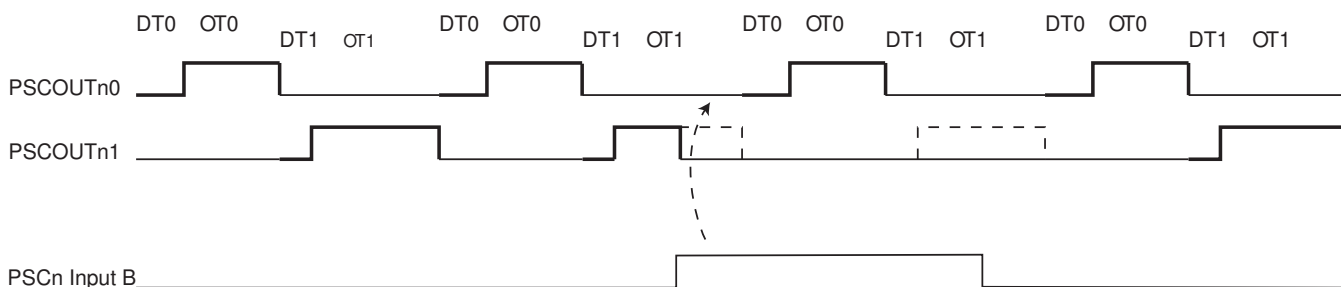 DT0 OT0 DT0 OT0 DT0 OT0 DT0 OT0
DT1 OT1 DT1 OT1 DT1 OT1 DT1 OT1
PSCOUTn0
PSCOUTn1
PSCn Input B